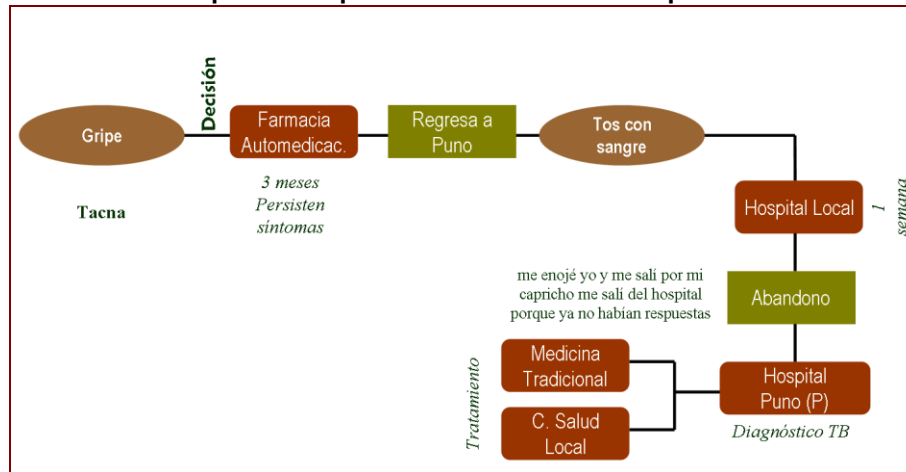 Decisión
Gripe
Tacna
Farmacia
Automedicac.
3 meses
Persisten
síntomas
Regresa a
Puno
Tos con
sangre
Hospital Local
1
semana
me enojé yo y me salí por mi
capricho me salí del hospital
porque ya no habían respuestas
Abandono
Hospital
Puno (P)
Diagnóstico TB
Medicina
Tradicional
C. Salud
Local
Tratamiento